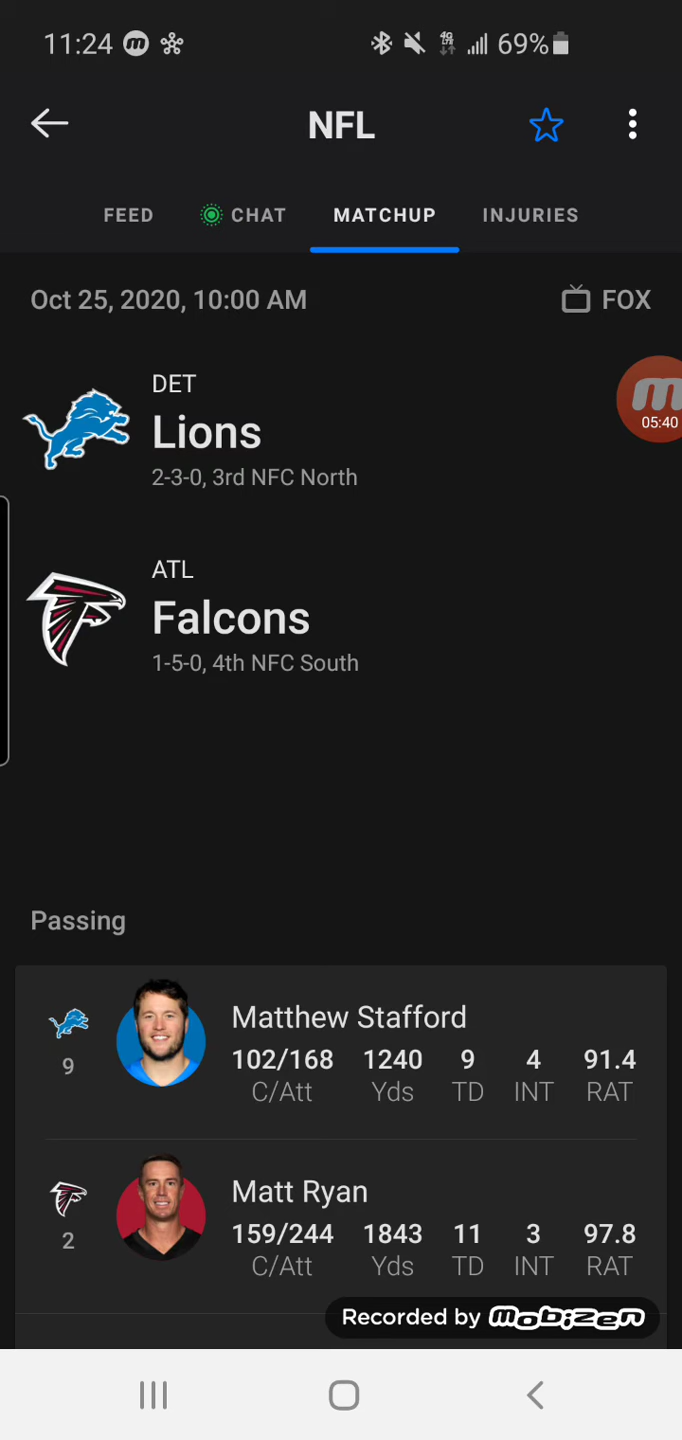 11:24 69%
NFL
FEED CHAT MATCHUP INJURIES
Oct 25, 2020, 10:00 AM FOX
DET
Lions
2-3-0, 3rd NFC North
05:40
ATL
Falcons
1-5-0, 4th NFC South
Passing
Matthew Stafford
9 102/168 1240 9 4 91.4
C/Att Yds TD INT RAT
Matt Ryan
2 159/244 1843 11 3 97.8
C/Att Yds TD INT RAT
Recorded by mobizen